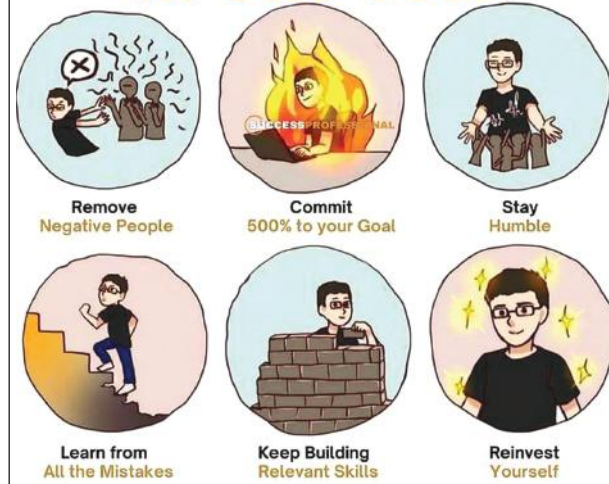 SUCCESSPROFESSIONAL
Remove
Negative People
Commit
500% to your Goal
Stay
Humble
Learn from
All the Mistakes
Keep Building
Relevant Skills
Reinvest
Yourself